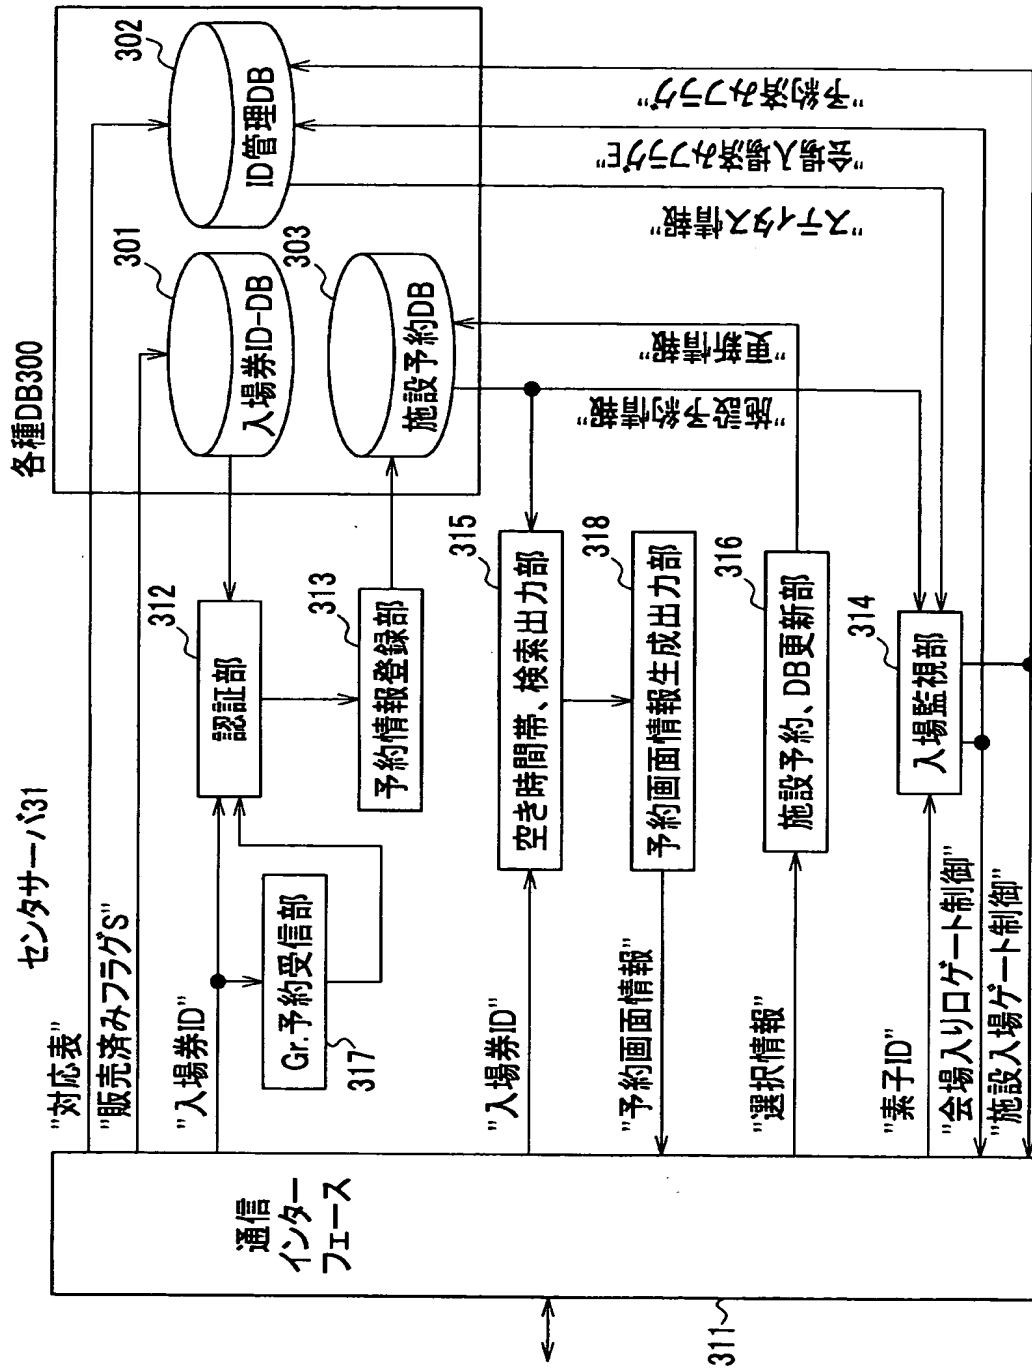 センタサーバ31
各種DB300
"対応表"
"販売済みフラグS"
"入場券ID"
Gr.予約受信部
317
認証部
312
予約情報登録部
313
入場券ID-DB
301
ID管理DB
302
施設予約DB
303
通信
インター
フェース
311
"入場券ID"
空き時間帯、検索出力部
315
"予約画面情報"
予約画面情報生成出力部
318
"選択情報"
施設予約、DB更新部
316
"素子ID"
入場監視部
314
"会場入り口ゲート制御"
"施設入場ゲート制御"
"施設予約情報"
"更新情報"
"ステイタス情報"
"会場入場済みフラグE"
"予約済みフラグ"